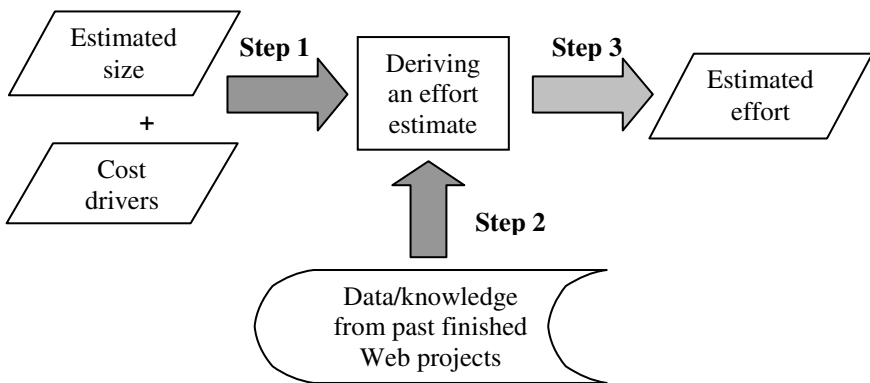 Estimated
size
+
Cost
drivers
Step 1
Deriving
an effort
estimate
Step 3
Estimated
effort
Step 2
Data/knowledge
from past finished
Web projects